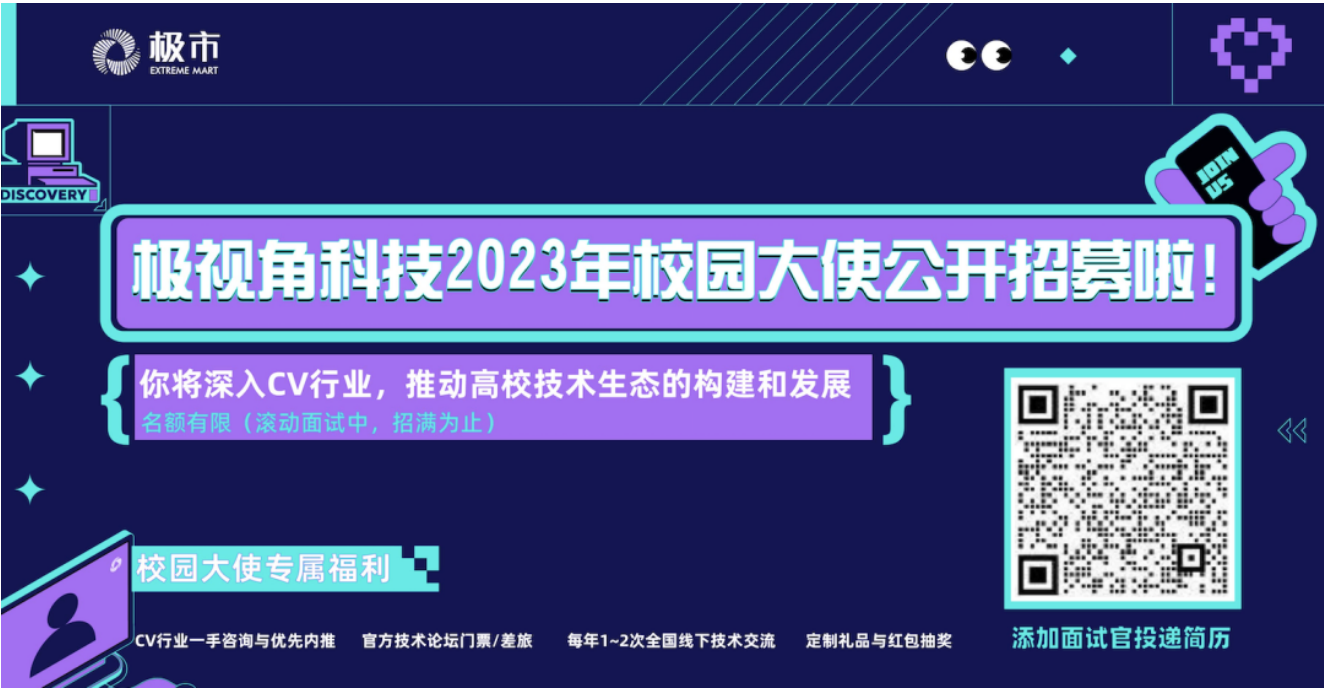 极市
EXTREME MART
DISCOVERY
JOIN
US
极视角科技2023年校园大使公开招募啦!
你将深入CV行业，推动高校技术生态的构建和发展
名额有限（滚动面试中，招满为止）
校园大使专属福利
CV行业一手咨询与优先内推 官方技术论坛门票/差旅 每年1~2次全国线下技术交流 定制礼品与红包抽奖
添加面试官投递简历